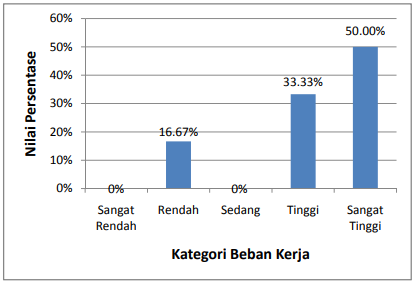 60%
50%
40%
30%
20%
10%
0%
Nilai Persentase
0%
16.67%
0%
33.33%
50.00%
Sangat
Rendah
Rendah
Sedang
Tinggi
Sangat
Tinggi
Kategori Beban Kerja